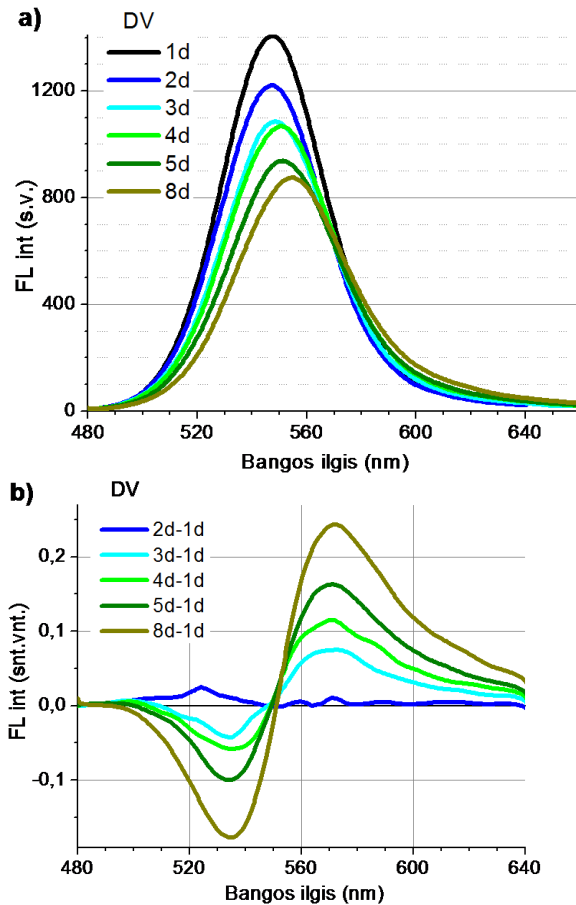 a)
DV
1d
2d
3d
4d
5d
8d
FL int (s.v.)
1200
800
400
0
480 520 560 600 640
Bangos ilgis (nm)
b)
DV
2d-1d
3d-1d
4d-1d
5d-1d
8d-1d
FL int (snt.vnt.)
0,2
0,1
0,0
-0,1
480 520 560 600 640
Bangos ilgis (nm)